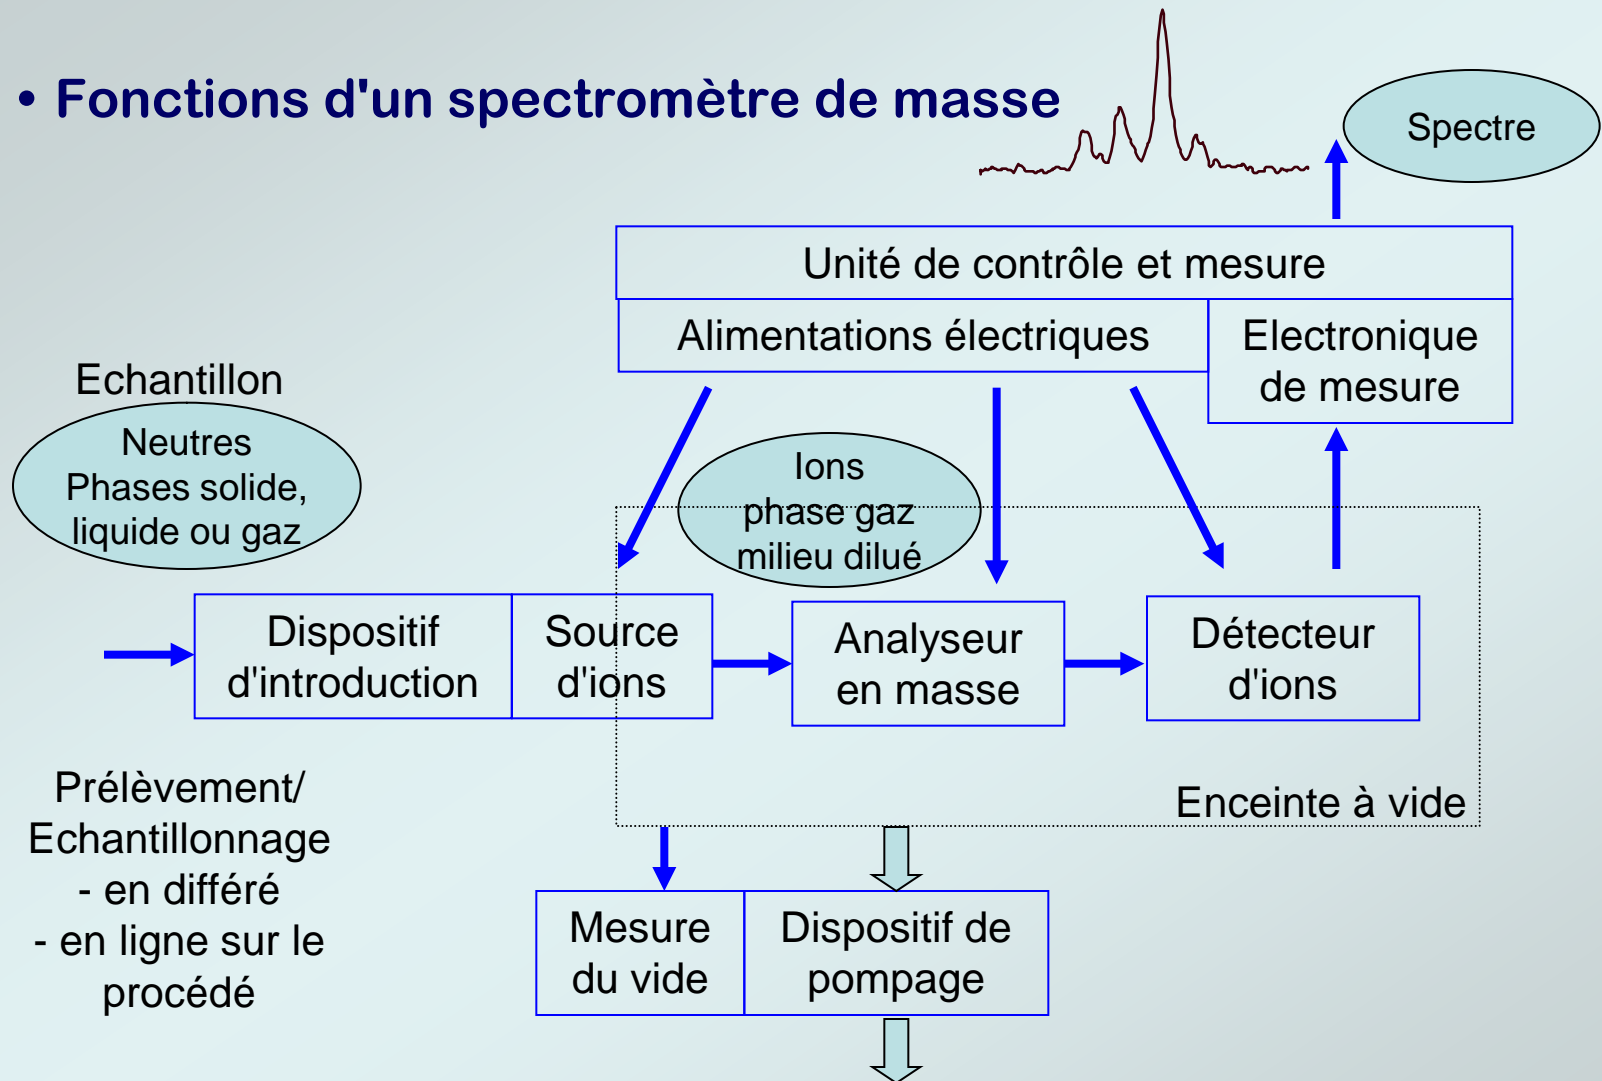 • Fonctions d'un spectromètre de masse
Spectre
Unité de contrôle et mesure
Alimentations électriques
Electronique
de mesure
Echantillon
Neutres
Phases solide,
liquide ou gaz
Ions
phase gaz
milieu dilué
Dispositif
d'introduction
Source
d'ions
Analyseur
en masse
Détecteur
d'ions
Enceinte à vide
Prélèvement/
Echantillonnage
- en différé
- en ligne sur le
procédé
Mesure
du vide
Dispositif de
pompage